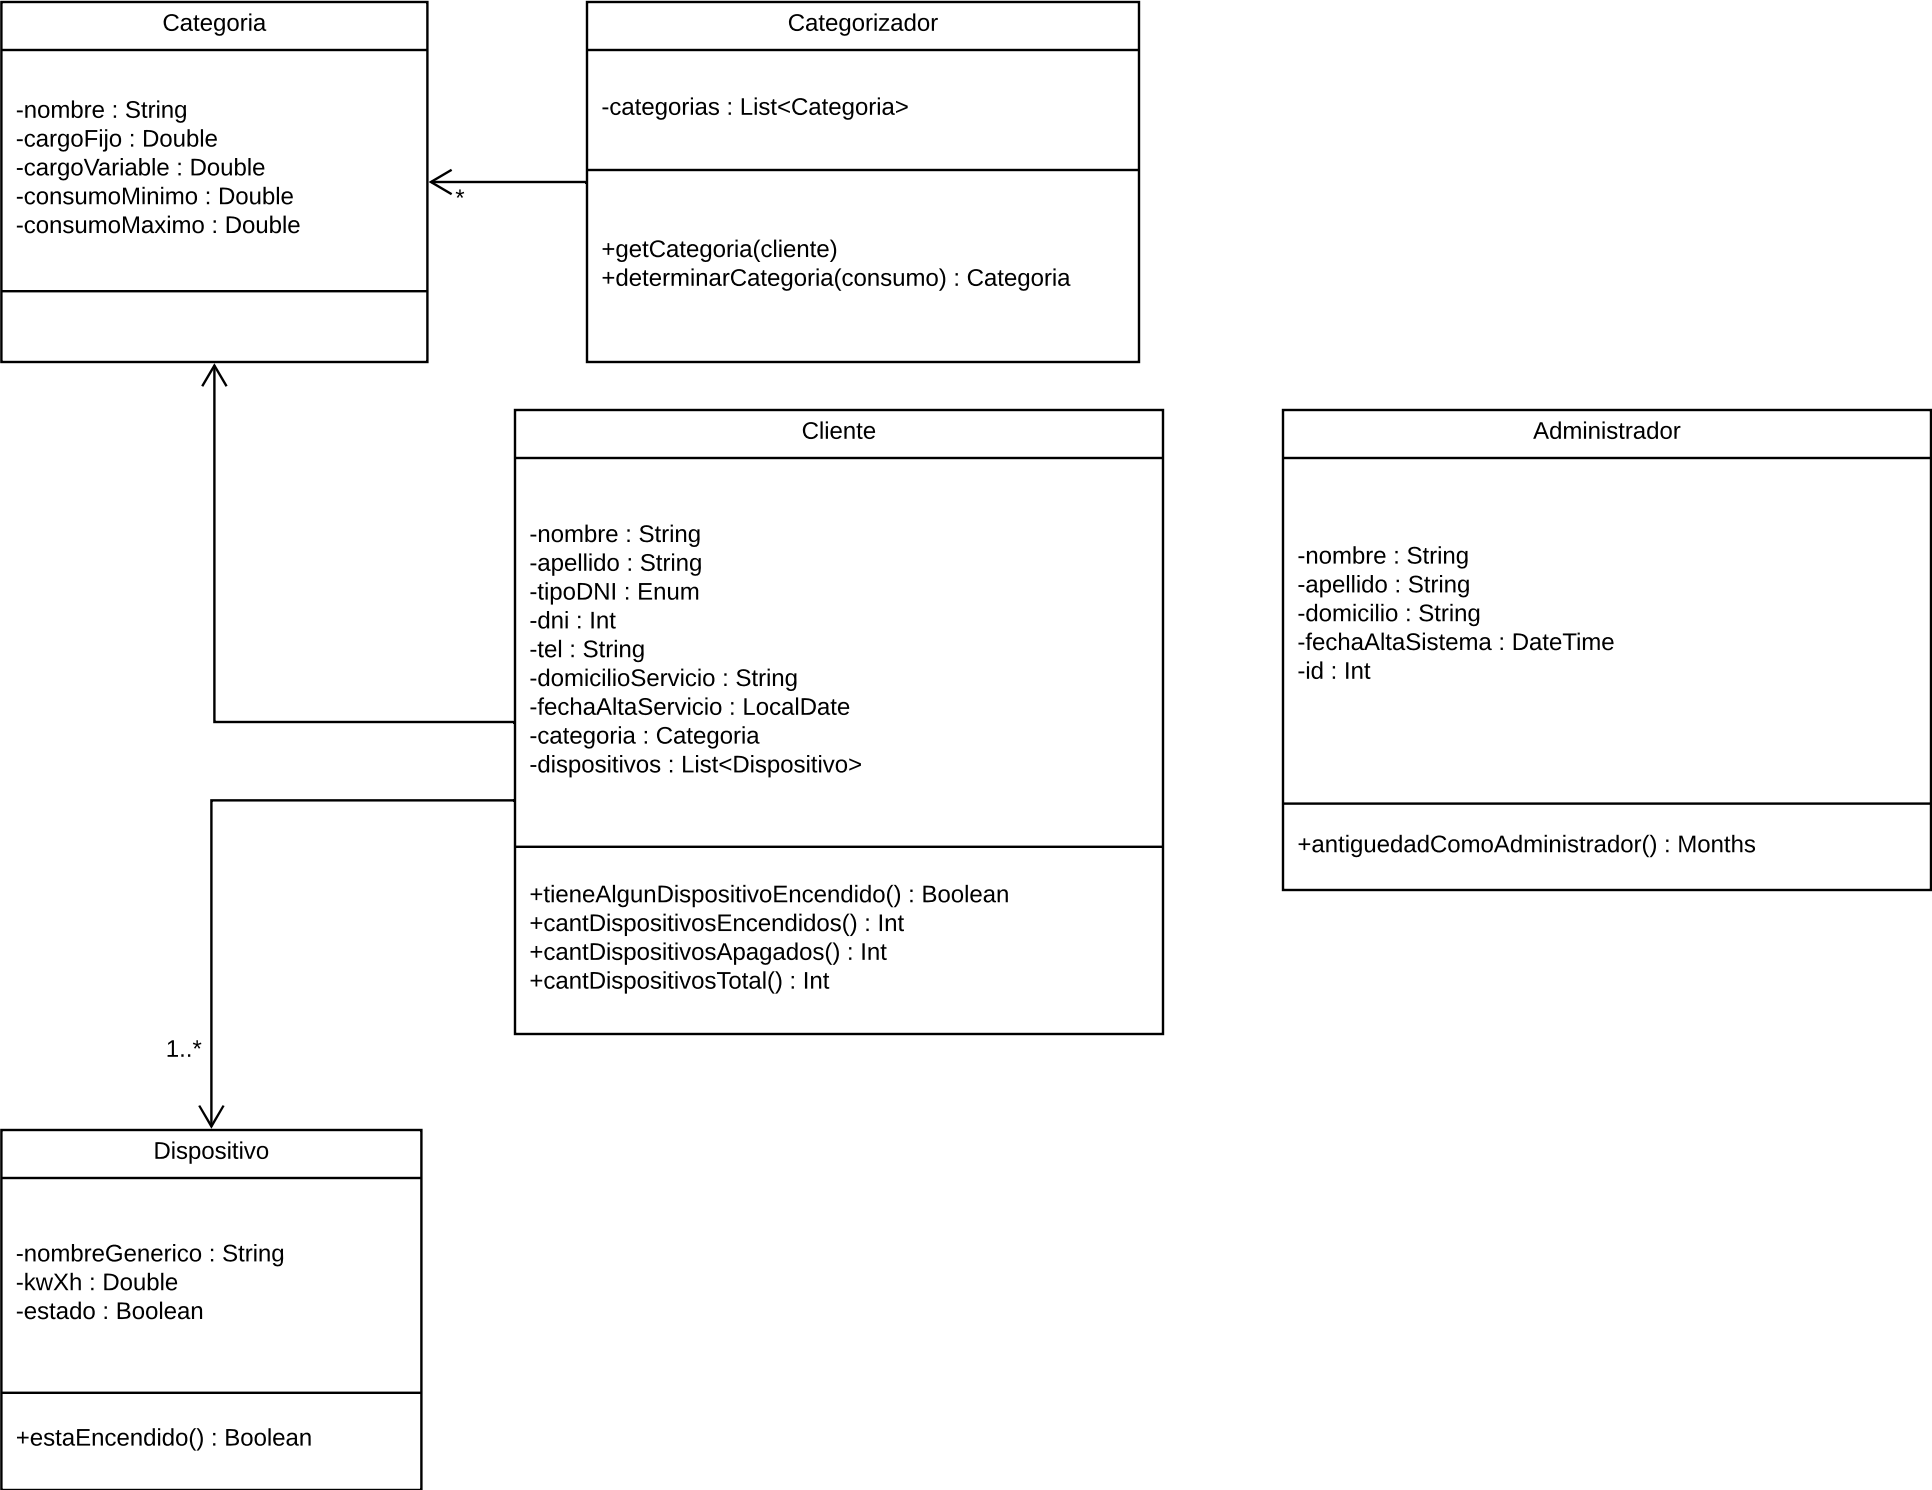 Categoria
-nombre : String
-cargoFijo : Double
-cargoVariable : Double
-consumoMinimo : Double
-consumoMaximo : Double
Categorizador
-categorias : List<Categoria>
+getCategoria(cliente)
+determinarCategoria(consumo) : Categoria
*
Cliente
-nombre : String
-apellido : String
-tipoDNI : Enum
-dni : Int
-tel : String
-domicilioServicio : String
-fechaAltaServicio : LocalDate
-categoria : Categoria
-dispositivos : List<Dispositivo>
+tieneAlgunDispositivoEncendido() : Boolean
+cantDispositivosEncendidos() : Int
+cantDispositivosApagados() : Int
+cantDispositivosTotal() : Int
Administrador
-nombre : String
-apellido : String
-domicilio : String
-fechaAltaSistema : DateTime
-id : Int
+antiguedadComoAdministrador() : Months
1..*
Dispositivo
-nombreGenerico : String
-kwXh : Double
-estado : Boolean
+estaEncendido() : Boolean